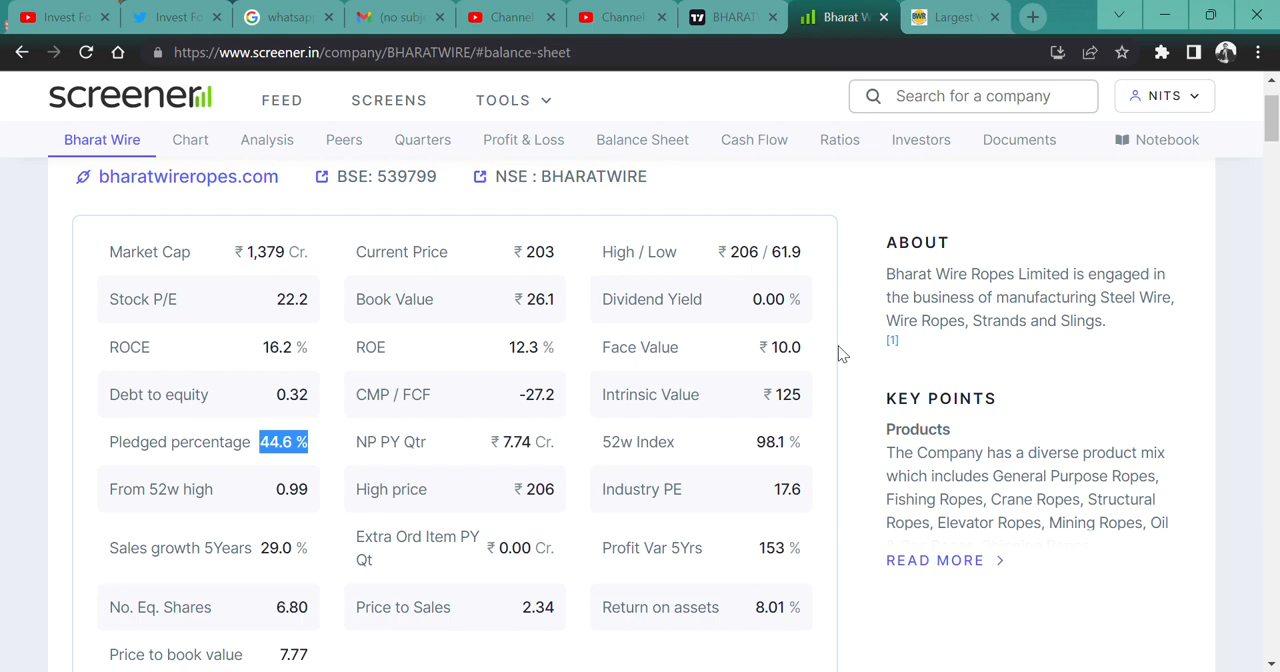 Invest Fo
Invest Fo
whatsap
(no subj
Channel
Channel
BHARAT
Bharat W
BWR
Largest
https://www.screener.in/company/BHARATWIRE/#balance-sheet
screener
FEED
SCREENS
TOOLS
Search for a company
NITS
Bharat Wire
Chart
Analysis
Peers
Quarters
Profit & Loss
Balance Sheet
Cash Flow
Ratios
Investors
Documents
Notebook
bharatwireropes.com
BSE: 539799
NSE : BHARATWIRE
Market Cap ₹ 1,379 Cr.
Current Price ₹ 203
High / Low ₹ 206 / 61.9
Stock P/E 22.2
Book Value ₹ 26.1
Dividend Yield 0.00 %
ROCE 16.2 %
ROE 12.3 %
Face Value ₹ 10.0
Debt to equity 0.32
CMP / FCF -27.2
Intrinsic Value ₹ 125
Pledged percentage 44.6 %
NP PY Qtr ₹ 7.74 Cr.
52w Index 98.1 %
From 52w high 0.99
High price ₹ 206
Industry PE 17.6
Sales growth 5Years 29.0 %
Extra Ord Item PY
Qt ₹ 0.00 Cr.
Profit Var 5Yrs 153 %
No. Eq. Shares 6.80
Price to Sales 2.34
Return on assets 8.01 %
Price to book value 7.77
ABOUT
Bharat Wire Ropes Limited is engaged in
the business of manufacturing Steel Wire,
Wire Ropes, Strands and Slings.
[1]
KEY POINTS
Products
The Company has a diverse product mix
which includes General Purpose Ropes,
Fishing Ropes, Crane Ropes, Structural
Ropes, Elevator Ropes, Mining Ropes, Oil
READ MORE